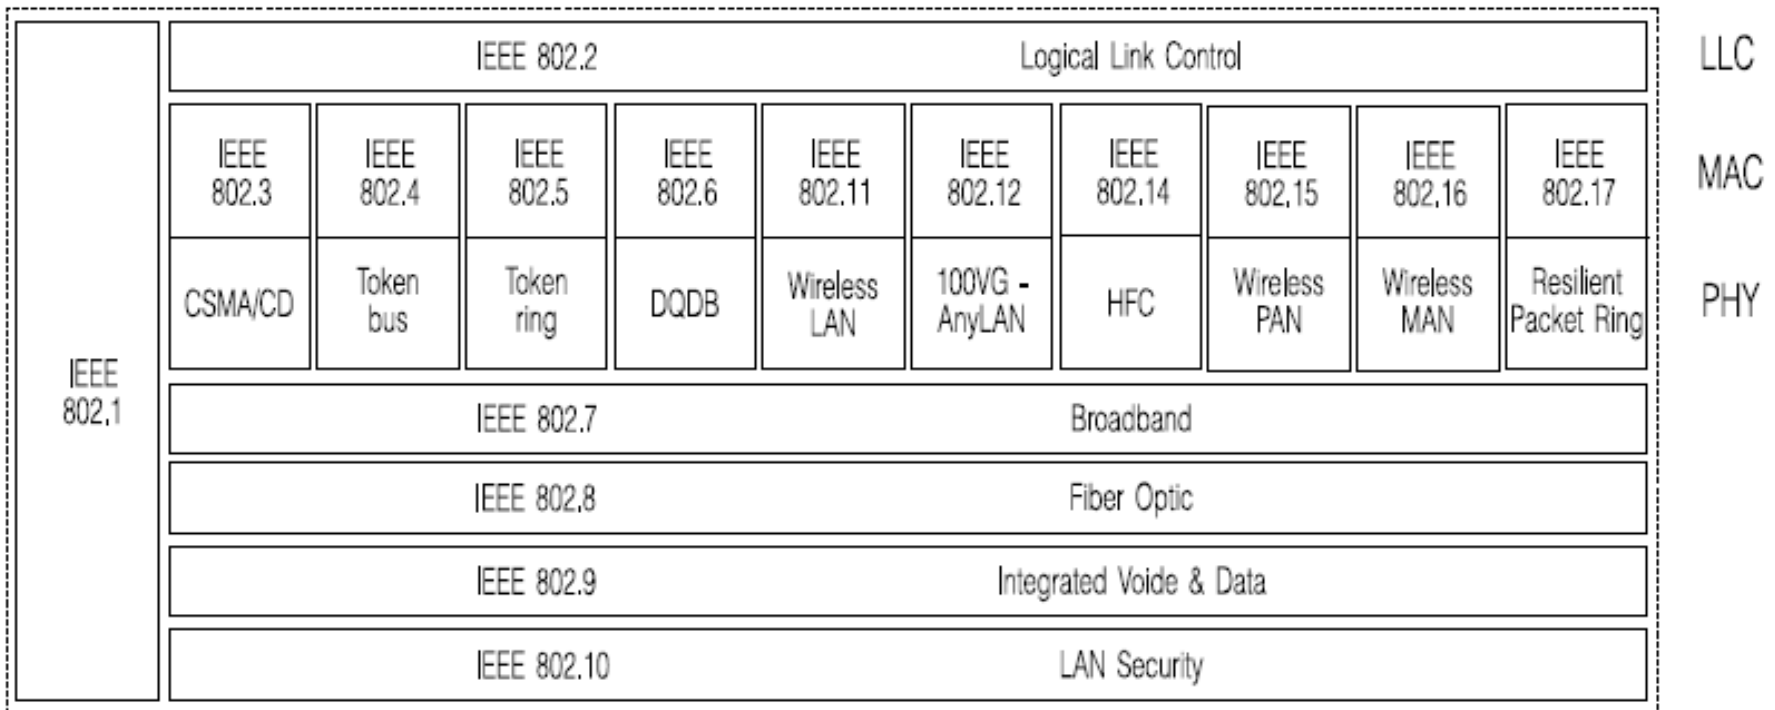 IEEE 802.2 Logical Link Control LLC
IEEE 802.3
IEEE 802.4
IEEE 802.5
IEEE 802.6
IEEE 802.11
IEEE 802.12
IEEE 802.14
IEEE 802.15
IEEE 802.16
IEEE 802.17
MAC
CSMA/CD
Token bus
Token ring
DQDB
Wireless LAN
100VG - AnyLAN
HFC
Wireless PAN
Wireless MAN
Resilient Packet Ring
PHY
IEEE 802.1
IEEE 802.7 Broadband
IEEE 802.8 Fiber Optic
IEEE 802.9 Integrated Voide & Data
IEEE 802.10 LAN Security